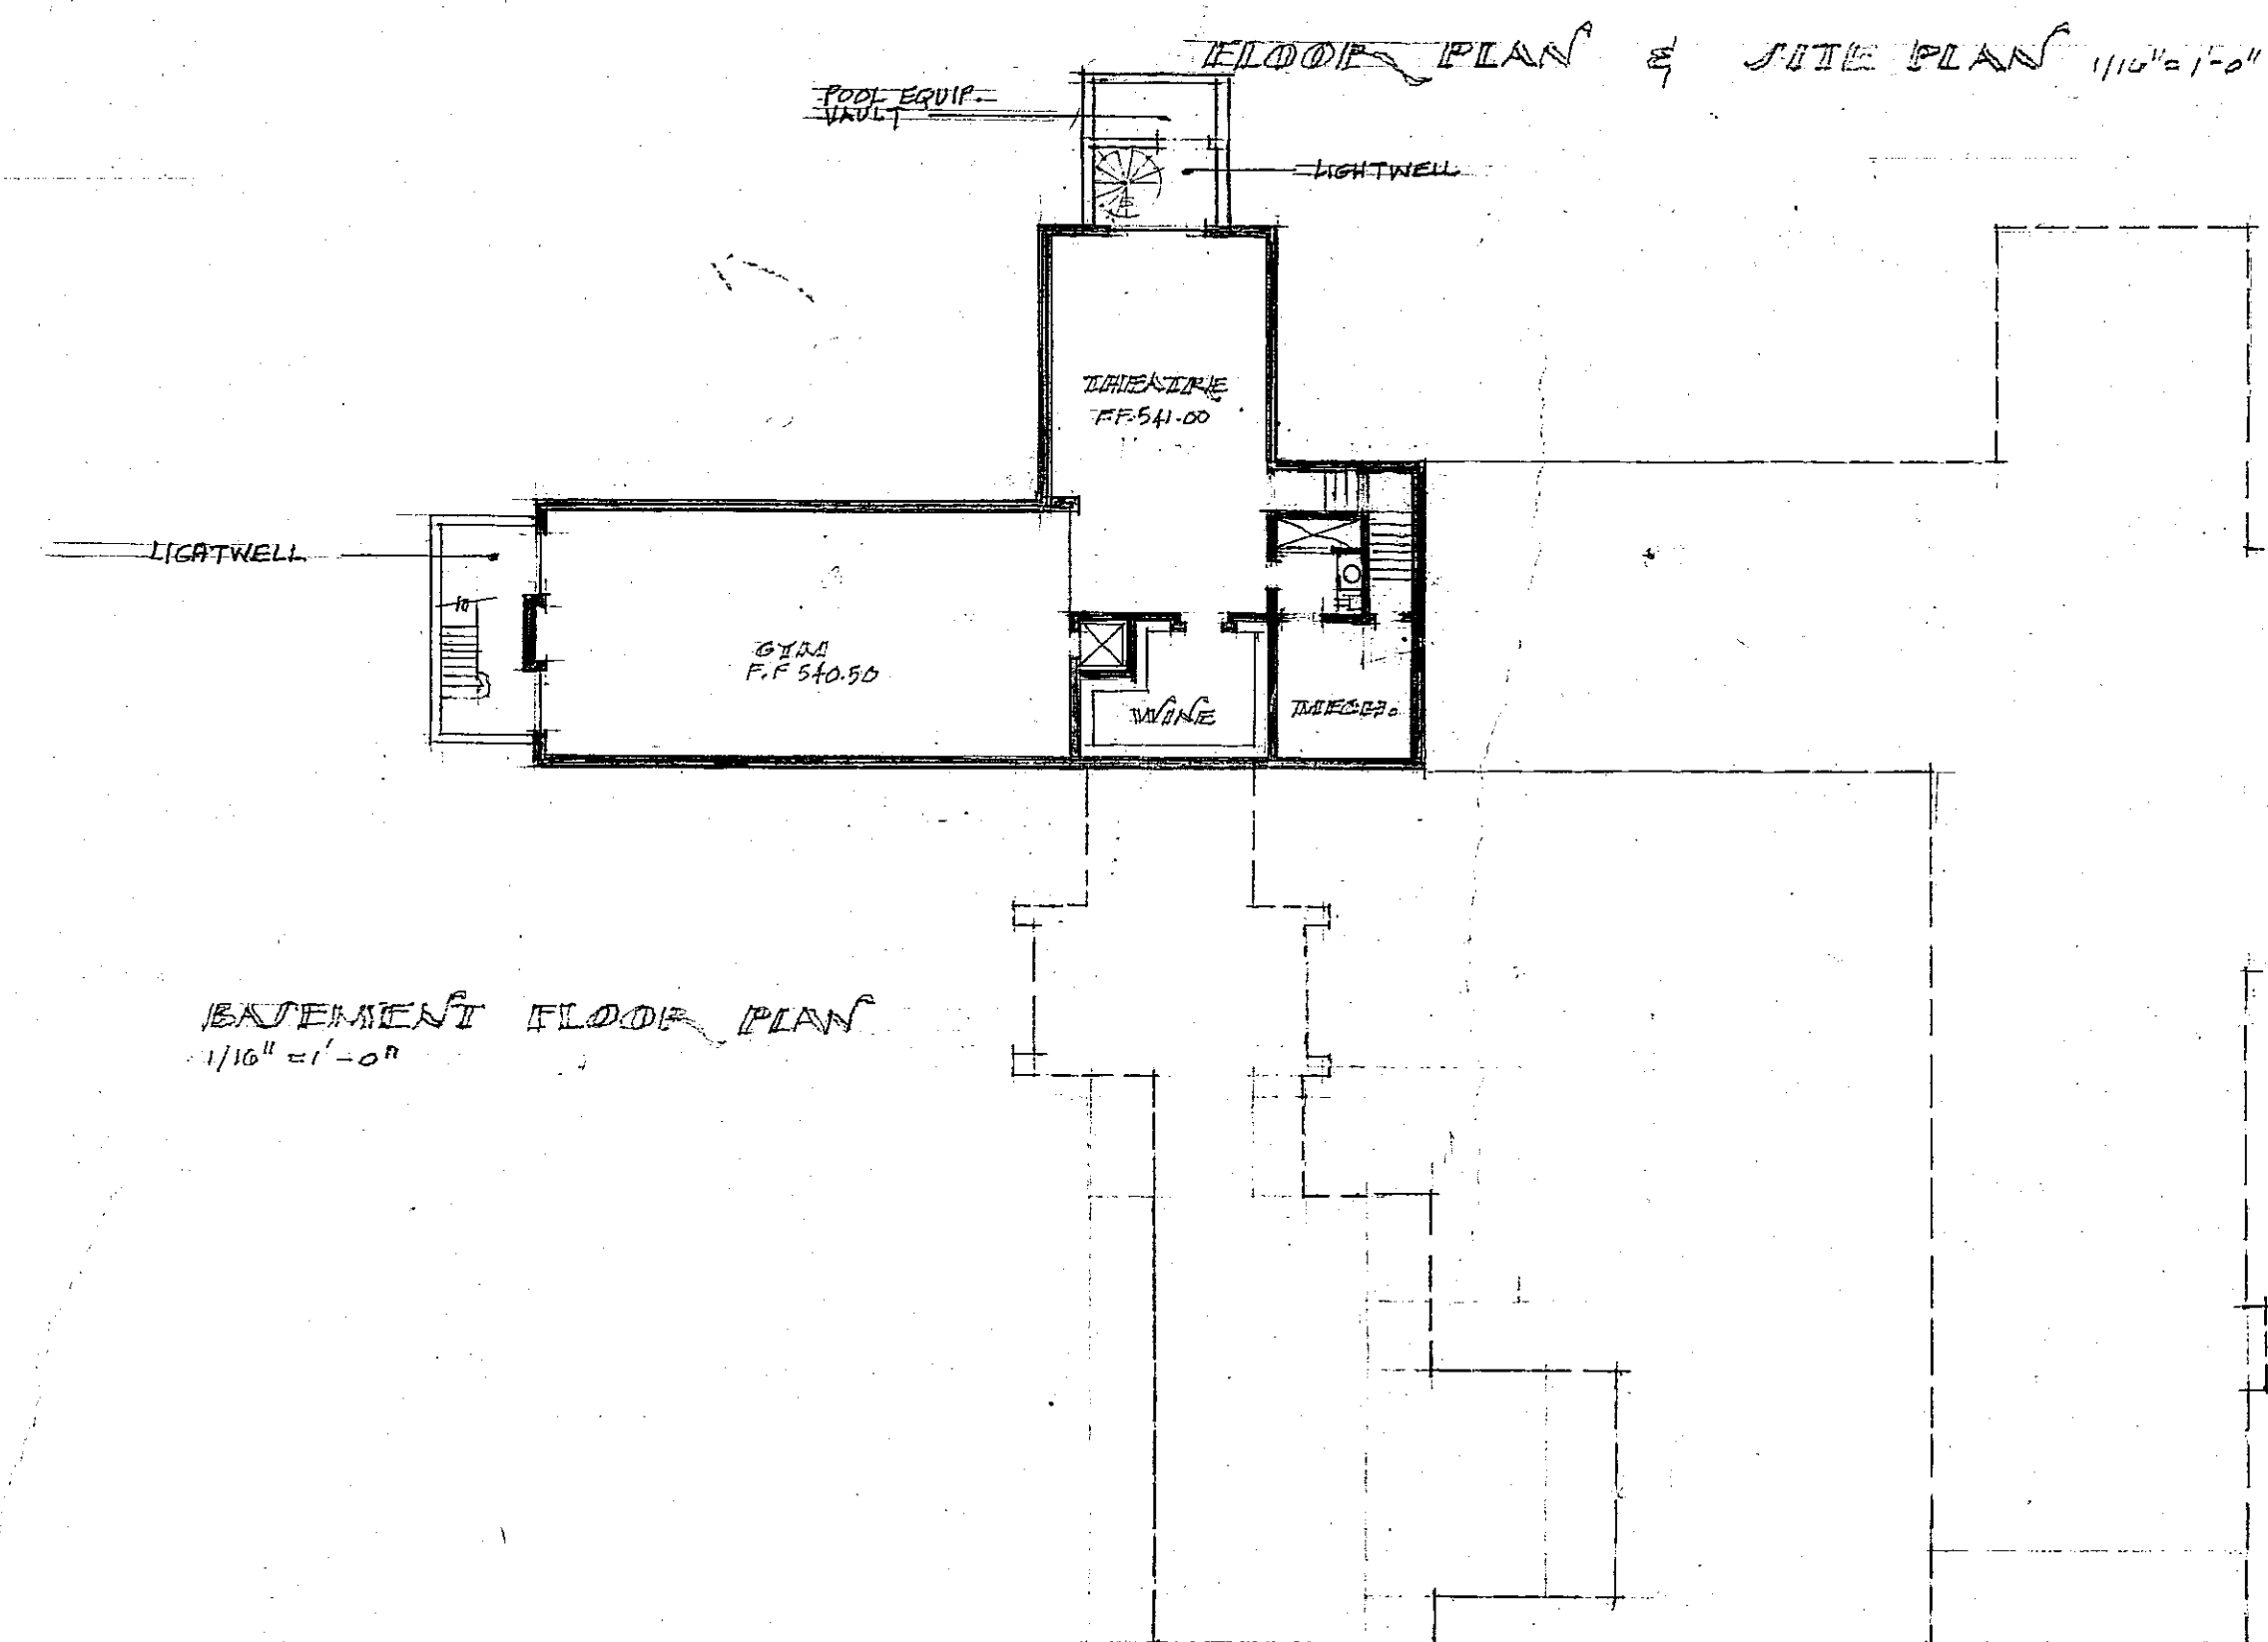 FLOOR PLAN & SITE PLAN 1/16"=1'-0"
POOL EQUIP.
VAULT
LIGHTWELL
THEATRE
FF.541.00
LIGHTWELL
GYM
F.F 540.50
WINE
MECH.
BASEMENT FLOOR PLAN
1/16"=1'-0"